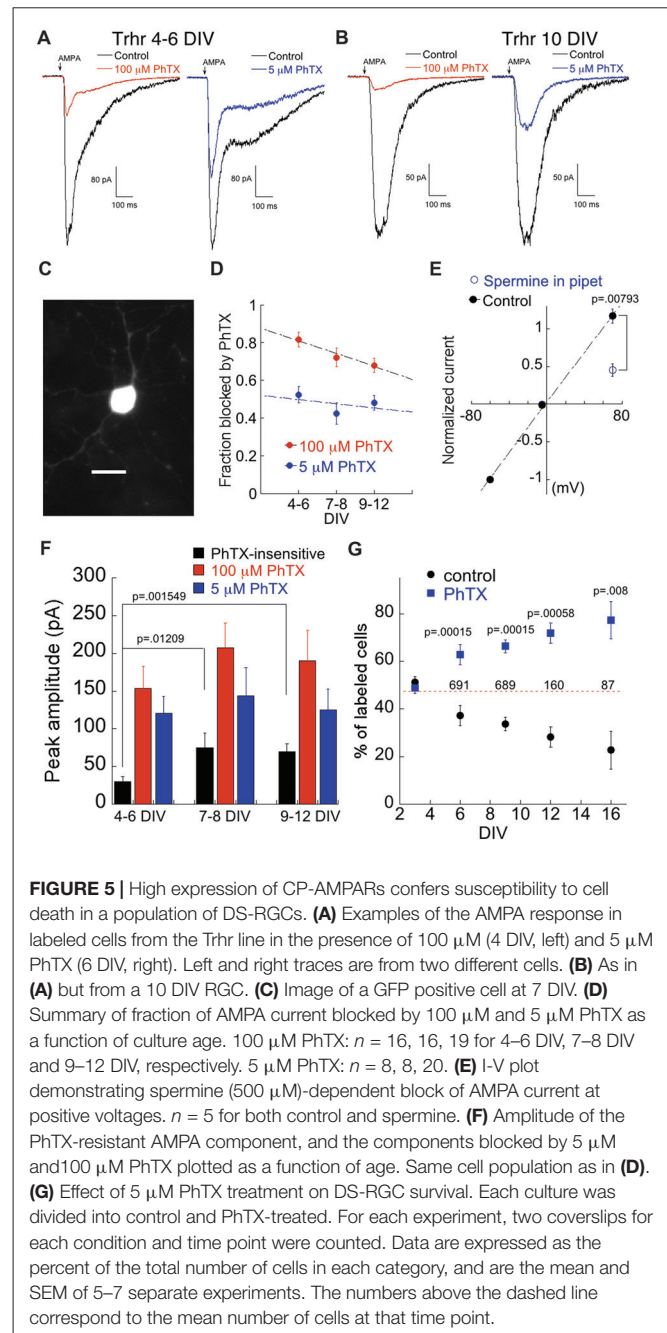 A Trhr 4-6 DIV
AMPA
Control
100 μM PhTX
80 pA
100 ms
AMPA
Control
5 μM PhTX
80 pA
100 ms
B Trhr 10 DIV
AMPA
Control
100 μM PhTX
50 pA
100 ms
AMPA
Control
5 μM PhTX
50 pA
100 ms
C
D
Fraction blocked by PhTX
1
0.8
0.6
0.4
0.2
0
100 μM PhTX
5 μM PhTX
4-6 7-8 9-12
DIV
E
Spermine in pipet
Control
p=.00793
Normalized current
1
0.5
-80
80
-0.5
-1
(mV)
F
PhTX-insensitive
100 μM PhTX
5 μM PhTX
Peak amplitude (pA)
300
250
200
150
100
50
0
p=.001549
p=.01209
4-6 DIV 7-8 DIV 9-12 DIV
G
control
PhTX
% of labeled cells
80
60
40
20
0
p=.00015
p=.00015
p=.00058
p=.008
691 689 160 87
2 4 6 8 10 12 14 16
DIV
FIGURE 5 | High expression of CP-AMPARs confers susceptibility to cell
death in a population of DS-RGCs. (A) Examples of the AMPA response in
labeled cells from the Trhr line in the presence of 100 μM (4 DIV, left) and 5 μM
PhTX (6 DIV, right). Left and right traces are from two different cells. (B) As in
(A) but from a 10 DIV RGC. (C) Image of a GFP positive cell at 7 DIV. (D)
Summary of fraction of AMPA current blocked by 100 μM and 5 μM PhTX as
a function of culture age. 100 μM PhTX: n = 16, 16, 19 for 4–6 DIV, 7–8 DIV
and 9–12 DIV, respectively. 5 μM PhTX: n = 8, 8, 20. (E) I-V plot
demonstrating spermine (500 μM)-dependent block of AMPA current at
positive voltages. n = 5 for both control and spermine. (F) Amplitude of the
PhTX-resistant AMPA component, and the components blocked by 5 μM
and100 μM PhTX plotted as a function of age. Same cell population as in (D).
(G) Effect of 5 μM PhTX treatment on DS-RGC survival. Each culture was
divided into control and PhTX-treated. For each experiment, two coverslips for
each condition and time point were counted. Data are expressed as the
percent of the total number of cells in each category, and are the mean and
SEM of 5–7 separate experiments. The numbers above the dashed line
correspond to the mean number of cells at that time point.